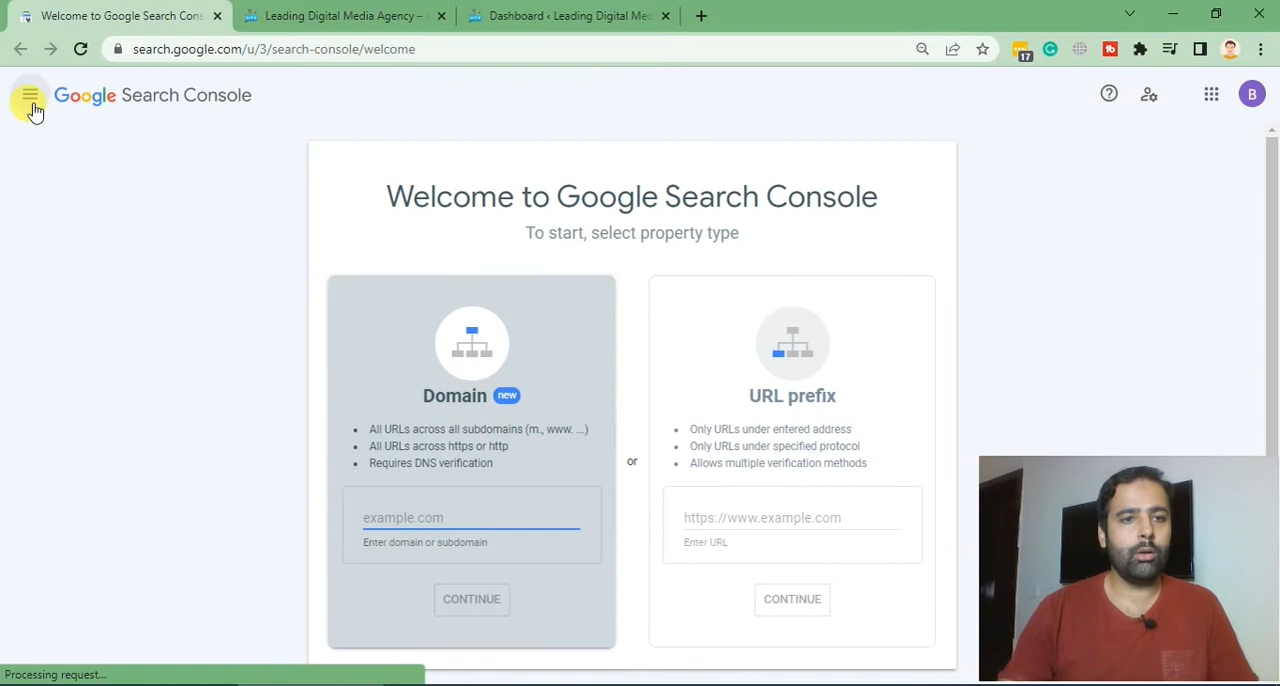 Welcome to Google Search Cons
Leading Digital Media Agency –
Dashboard ‹ Leading Digital Med
search.google.com/u/3/search-console/welcome
17
Google Search Console
B
Welcome to Google Search Console
To start, select property type
Domain new
All URLs across all subdomains (m., www. ...)
All URLs across https or http
Requires DNS verification
example.com
Enter domain or subdomain
CONTINUE
or
URL prefix
Only URLs under entered address
Only URLs under specified protocol
Allows multiple verification methods
https://www.example.com
Enter URL
CONTINUE
Processing request...